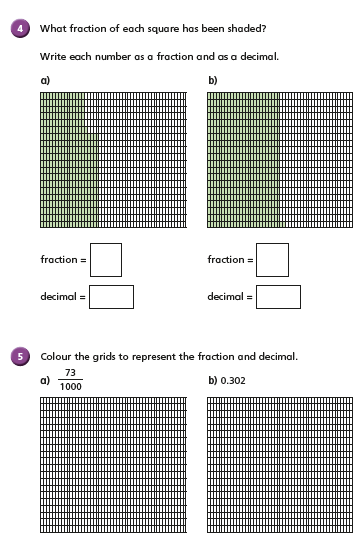 4 What fraction of each square has been shaded?
Write each number as a fraction and as a decimal.
a) b)
fraction = fraction =
decimal = decimal =
5 Colour the grids to represent the fraction and decimal.
a) 73 b) 0.302
1000